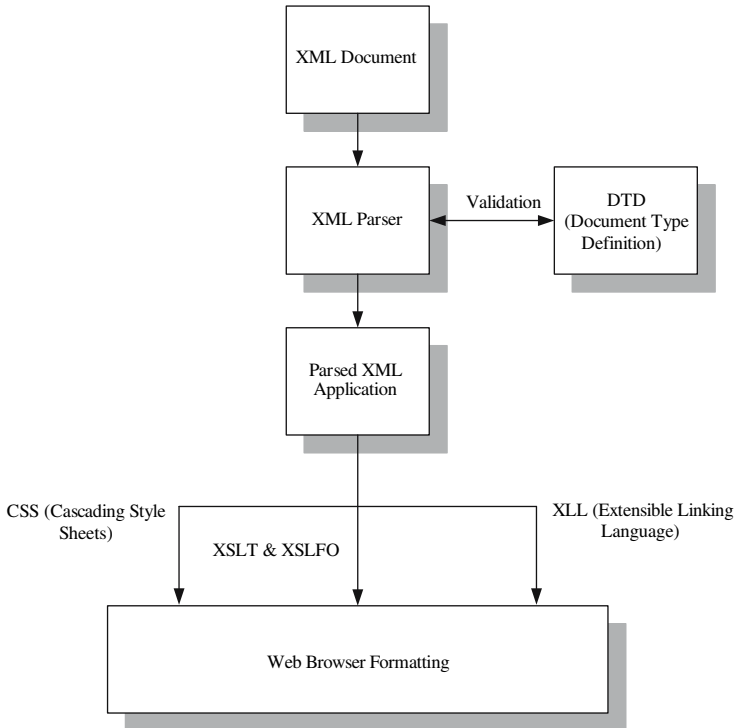 XML Document
XML Parser
Validation
DTD
(Document Type
Definition)
Parsed XML
Application
CSS (Cascading Style
Sheets)
XSLT & XSLFO
XLL (Extensible Linking
Language)
Web Browser Formatting